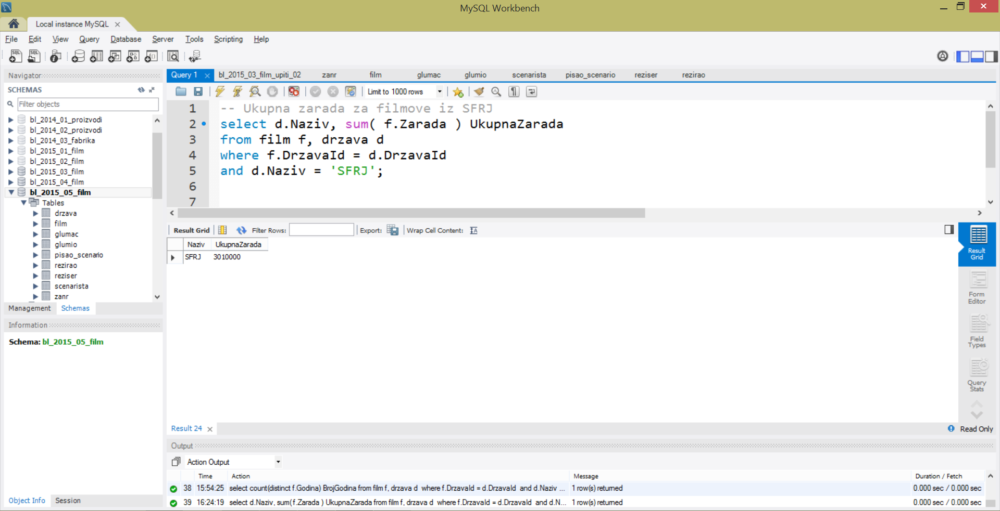 MySQL Workbench
Local instance MySQL
File Edit View Query Database Server Tools Scripting Help
Navigator
SCHEMAS
Filter objects
bl_2014_01_proizvodi
bl_2014_02_proizvodi
bl_2014_03_fabrika
bl_2015_01_film
bl_2015_02_film
bl_2015_03_film
bl_2015_04_film
bl_2015_05_film
Tables
drzava
film
glumac
glumio
pisao_scenario
rezirao
reziser
scenarista
zanr
Management Schemas
Information
Schema: bl_2015_05_film
Object Info Session
Query 1 bl_2015_03_film_upiti_02 zanr film glumac glumio scenarista pisao_scenario reziser rezirao
Limit to 1000 rows
1 -- Ukupna zarada za filmove iz SFRJ
2 select d.Naziv, sum( f.Zarada ) UkupnaZarada
3 from film f, drzava d
4 where f.DrzavaId = d.DrzavaId
5 and d.Naziv = 'SFRJ';
6
7
Result Grid Filter Rows: Export: Wrap Cell Content:
Naziv UkupnaZarada
SFRJ 3010000
Result Grid
Form Editor
Field Types
Query Stats
Result 24
Read Only
Output
Action Output
Time Action Message Duration / Fetch
38 15:54:25 select count(distinct f.Godina) BrojGodina from film f, drzava d where f.DrzavaId = d.DrzavaId and d.Naziv ... 1 row(s) returned 0.000 sec / 0.000 sec
39 16:24:19 select d.Naziv, sum( f.Zarada ) UkupnaZarada from film f, drzava d where f.DrzavaId = d.DrzavaId and d.N... 1 row(s) returned 0.000 sec / 0.000 sec